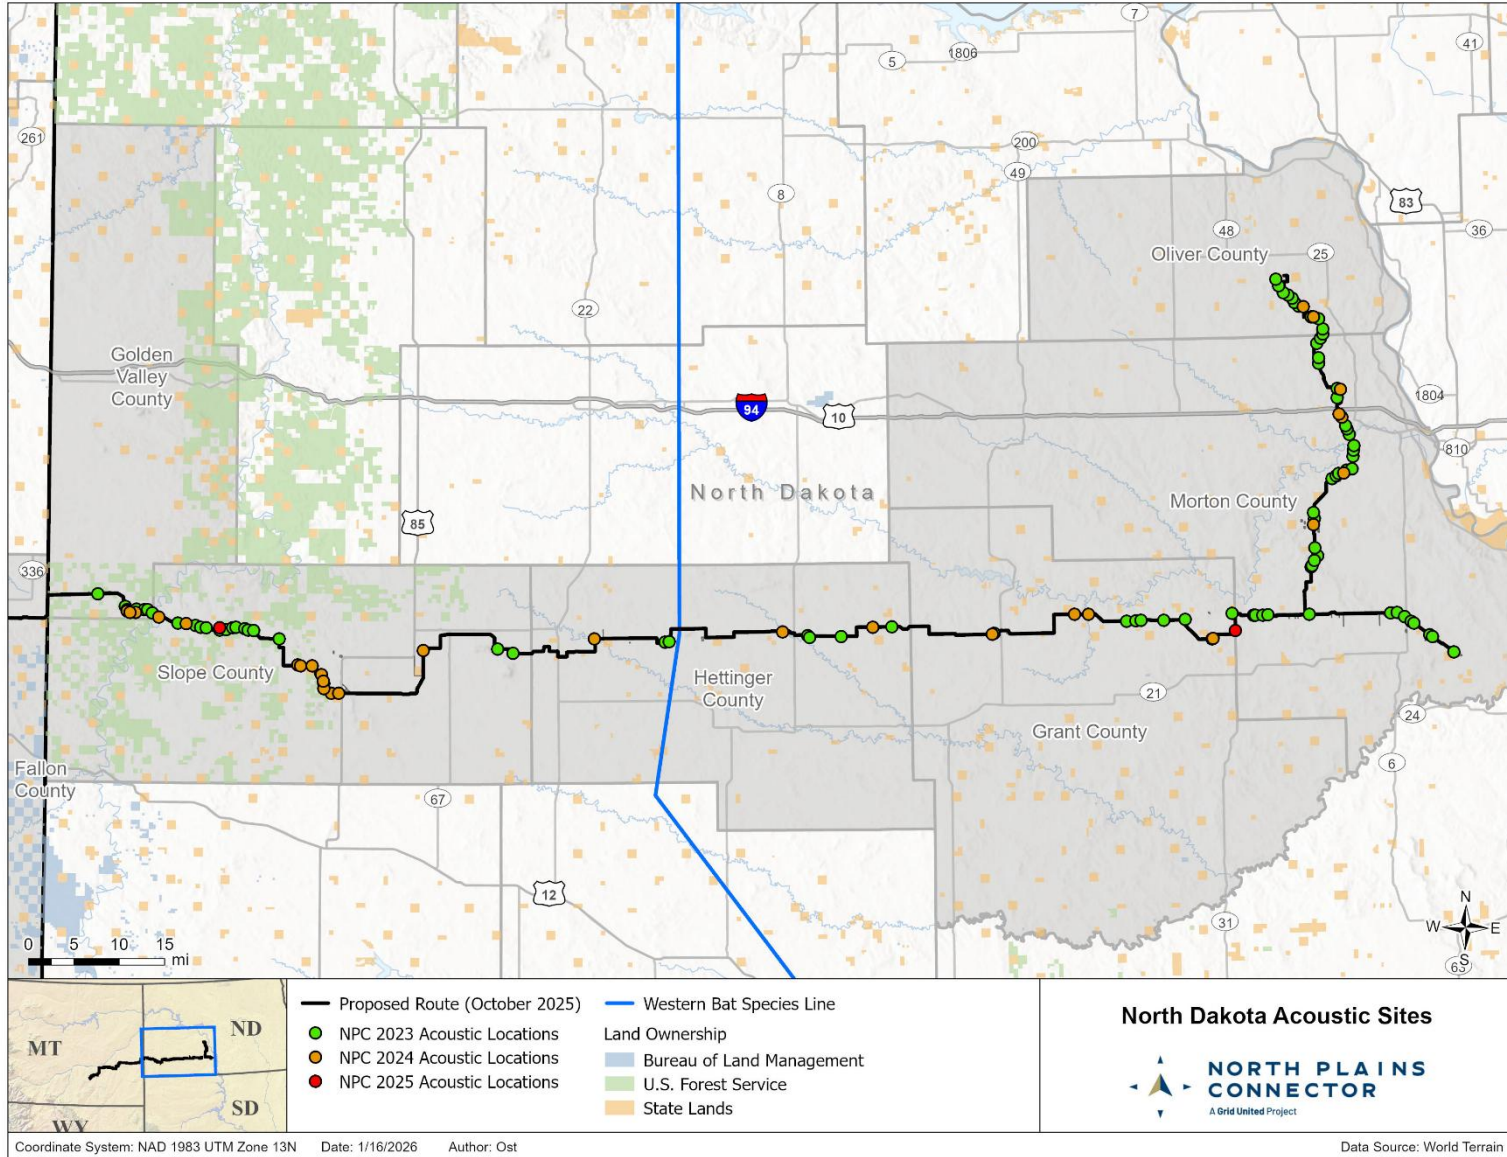 7
41
1806
5
261
200
49
8
83
48
36
Oliver County
25
22
Golden
Valley
County
94
10
1804
810
North Dakota
Morton County
85
336
Slope County
Hettinger
County
21
Grant County
24
6
Fallon
County
67
12
31
N
W
E
S
63
0 5 10 15
mi
MT
ND
SD
WY
Proposed Route (October 2025)
NPC 2023 Acoustic Locations
NPC 2024 Acoustic Locations
NPC 2025 Acoustic Locations
Western Bat Species Line
Land Ownership
Bureau of Land Management
U.S. Forest Service
State Lands
North Dakota Acoustic Sites
NORTH PLAINS
CONNECTOR
A Grid United Project
Coordinate System: NAD 1983 UTM Zone 13N Date: 1/16/2026 Author: Ost
Data Source: World Terrain